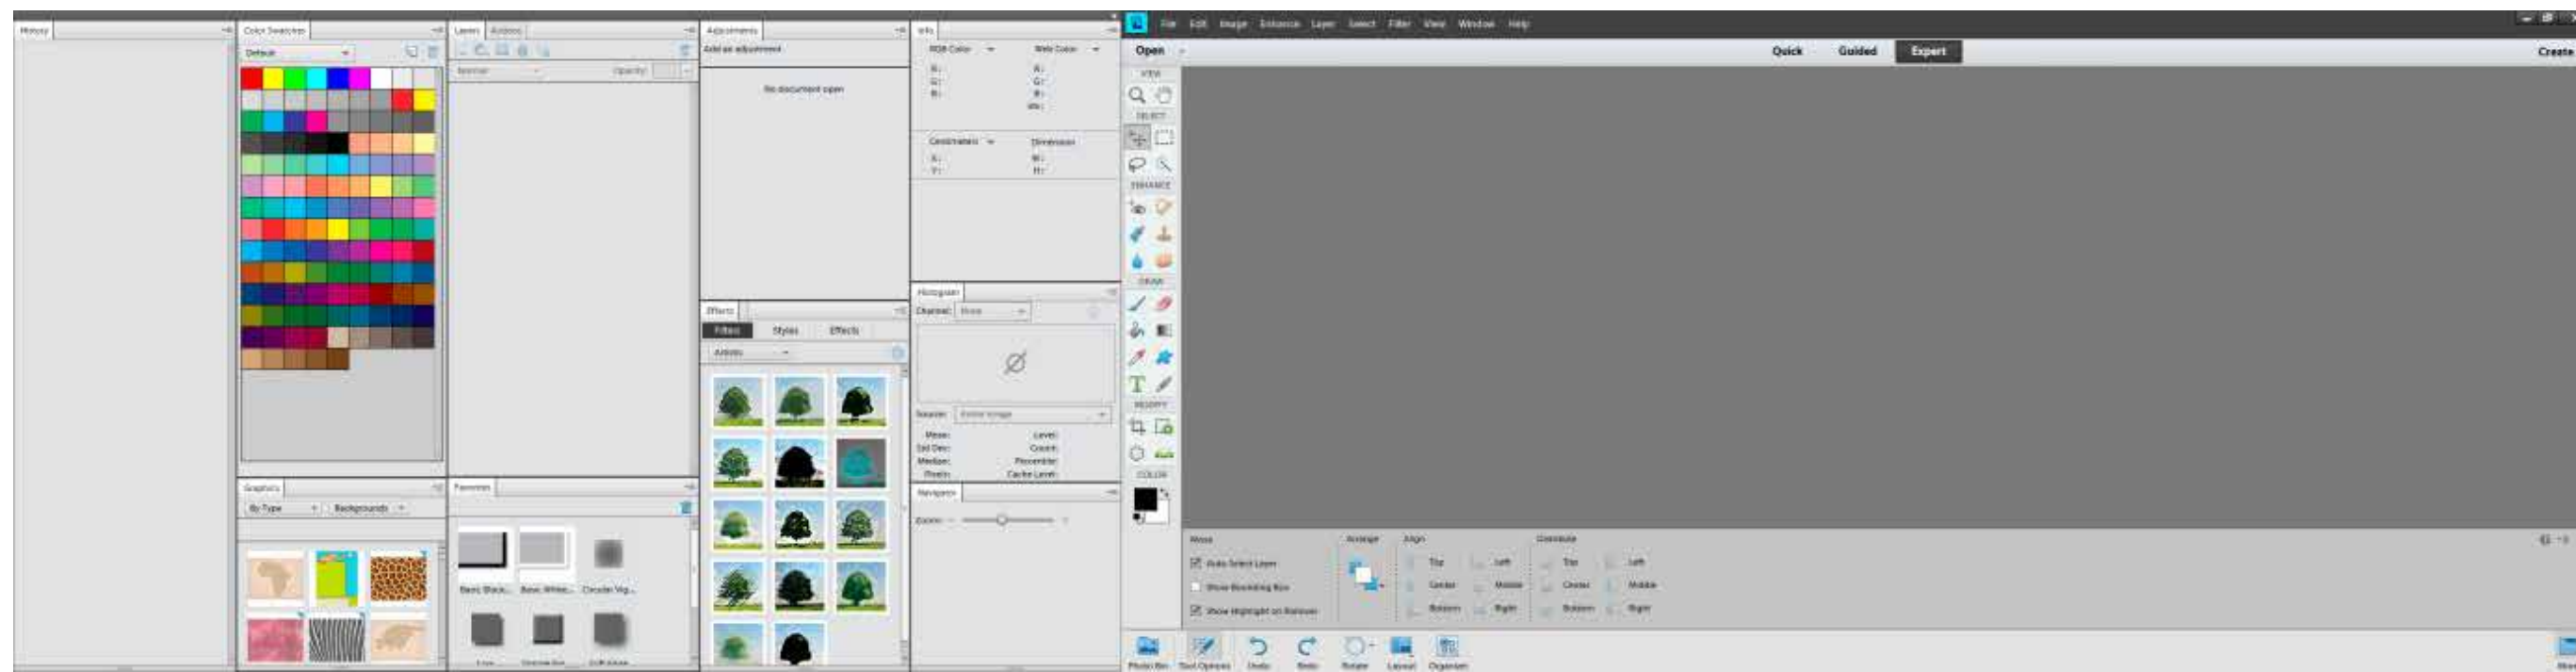 History
Color Swatches
Default
Layers Actions
Normal Opacity:
Adjustments
Add an adjustment
No document open
Effects
Filters Styles Effects
Artistic
Info
RGB Color Web Color
R: R:
G: G:
B: B:
Centimeters Dimension
X: W:
Y: H:
Histogram
Channel:
Source: Entire Image
Mean: Level:
Std Dev: Count:
Median: Percentile:
Pixels: Cache Level:
Navigator
Zoom:
Graphics
By Type Backgrounds
Favorites
Basic Black... Basic White... Circular Vig...
File Edit Image Enhance Layer Select Filter View Window Help
Open Quick Guided Expert Create
VIEW
SELECT
ENHANCE
DRAW
MODIFY
COLOR
Move Arrange Align Distribute
Auto Select Layer Top Left Top Left
Show Bounding Box Center Middle Center Middle
Show Highlight on Rollover Bottom Right Bottom Right
Photo Bin Tool Options Undo Redo Rotate Layout Organizer